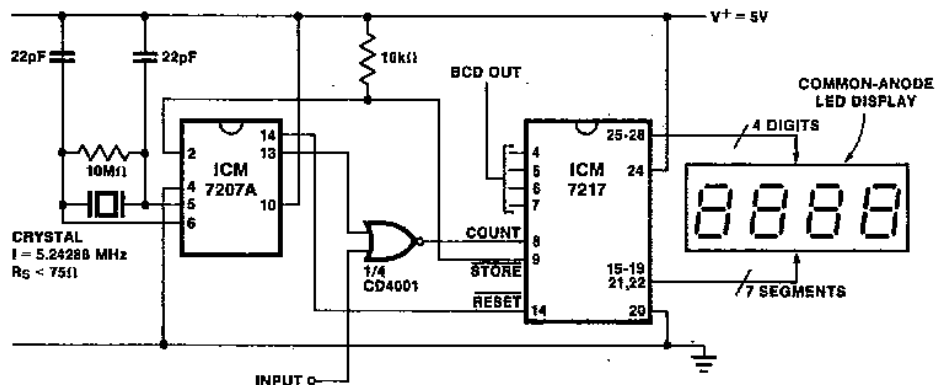 V+ = 5V
22pF
22pF
10kΩ
BCD OUT
COMMON-ANODE
LED DISPLAY
14
13
2
ICM
7207A
4
5
6
10
10MΩ
CRYSTAL
f = 5.24288 MHz
RS < 75Ω
1/4
CD4001
COUNT
STORE
RESET
INPUT
4
5
6
7
8
9
14
ICM
7217
25-28
24
15-19
21,22
20
4 DIGITS
8888
7 SEGMENTS